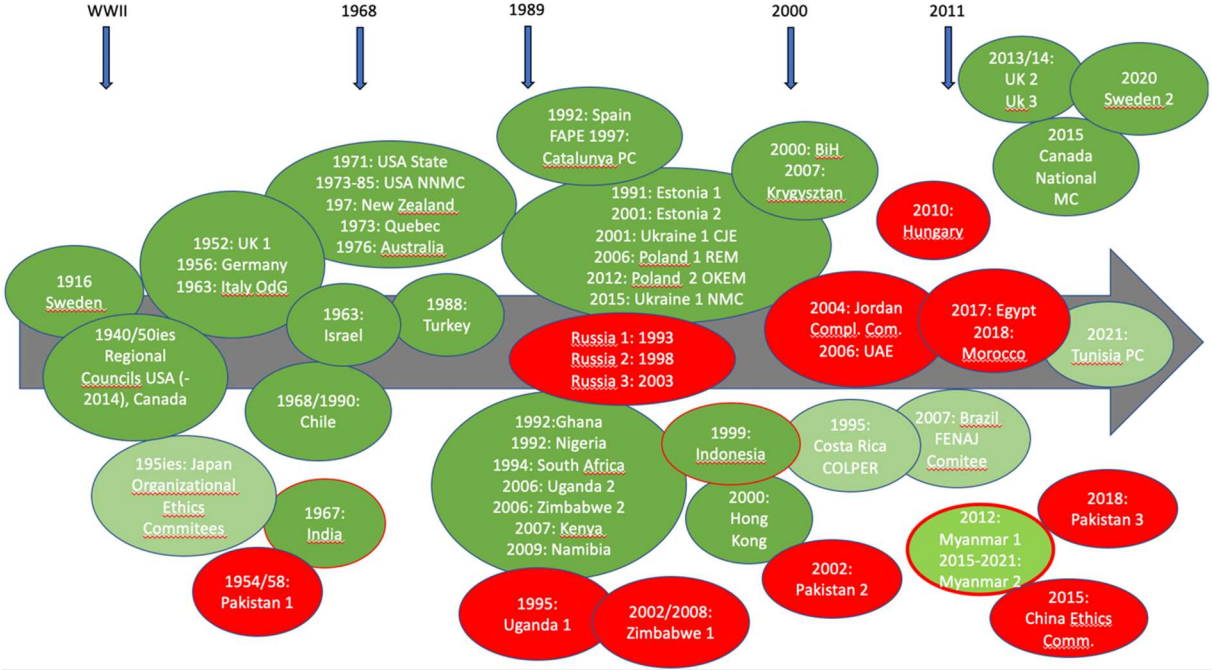 WWII
1968
1989
2000
2011
1916
Sweden
1940/50ies
Regional
Councils USA (-
2014), Canada
195ies: Japan
Organizational
Ethics
Commitees
1952: UK 1
1956: Germany
1963: Italy OdG
1954/58:
Pakistan 1
1967:
India
1968/1990:
Chile
1963:
Israel
1971: USA State
1973-85: USA NNMC
197: New Zealand
1973: Quebec
1976: Australia
1988:
Turkey
1992: Spain
FAPE 1997:
Catalunya PC
1991: Estonia 1
2001: Estonia 2
2001: Ukraine 1 CJE
2006: Poland 1 REM
2012: Poland 2 OKEM
2015: Ukraine 1 NMC
Russia 1: 1993
Russia 2: 1998
Russia 3: 2003
1992:Ghana
1992: Nigeria
1994: South Africa
2006: Uganda 2
2006: Zimbabwe 2
2007: Kenya
2009: Namibia
1995:
Uganda 1
2002/2008:
Zimbabwe 1
1999:
Indonesia
2000:
Hong
Kong
2002:
Pakistan 2
2000: BiH
2007:
Krygysztan
2004: Jordan
Compl. Com.
2006: UAE
1995:
Costa Rica
COLPER
2007: Brazil
FENAJ
Comitee
2010:
Hungary
2017: Egypt
2018:
Morocco
2021:
Tunisia PC
2012:
Myanmar 1
2015-2021:
Myanmar 2
2018:
Pakistan 3
2015:
China Ethics
Comm.
2013/14:
UK 2
Uk 3
2020
Sweden 2
2015
Canada
National
MC